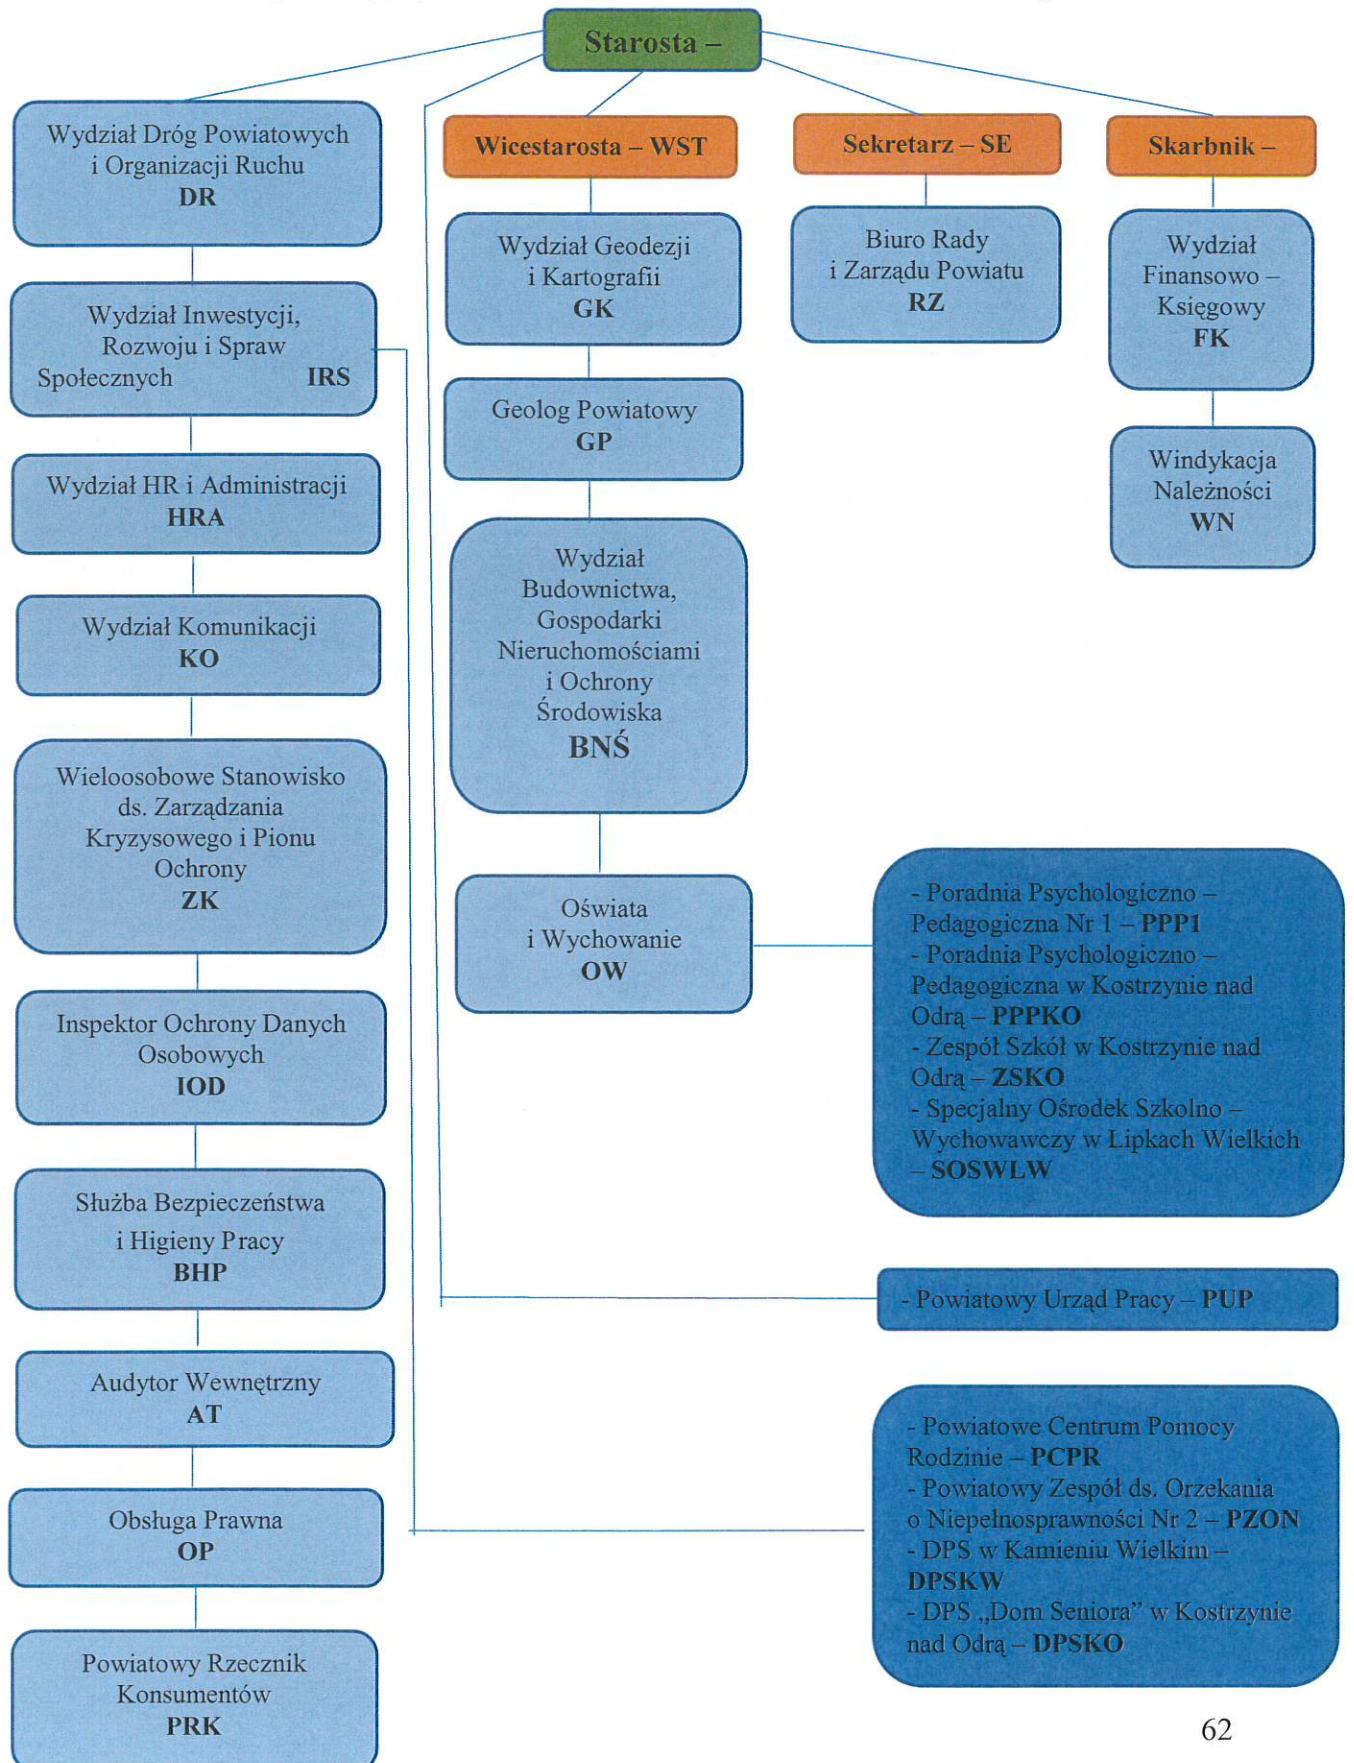 Starosta –
Wydział Dróg Powiatowych
i Organizacji Ruchu
DR
Wydział Inwestycji,
Rozwoju i Spraw
Społecznych IRS
Wydział HR i Administracji
HRA
Wydział Komunikacji
KO
Wieloosobowe Stanowisko
ds. Zarządzania
Kryzysowego i Pionu
Ochrony
ZK
Inspektor Ochrony Danych
Osobowych
IOD
Służba Bezpieczeństwa
i Higieny Pracy
BHP
Audytor Wewnętrzny
AT
Obsługa Prawna
OP
Powiatowy Rzecznik
Konsumentów
PRK
Wicestarosta – WST
Wydział Geodezji
i Kartografii
GK
Geolog Powiatowy
GP
Wydział
Budownictwa,
Gospodarki
Nieruchomościami
i Ochrony
Środowiska
BNŚ
Oświata
i Wychowanie
OW
Sekretarz – SE
Biuro Rady
i Zarządu Powiatu
RZ
Skarbnik –
Wydział
Finansowo –
Księgowy
FK
Windykacja
Należności
WN
- Poradnia Psychologiczno –
Pedagogiczna Nr 1 – PPP1
- Poradnia Psychologiczno –
Pedagogiczna w Kostrzynie nad
Odrą – PPPKO
- Zespół Szkół w Kostrzynie nad
Odrą – ZSKO
- Specjalny Ośrodek Szkolno –
Wychowawczy w Lipkach Wielkich
– SOSWLW
- Powiatowy Urząd Pracy – PUP
- Powiatowe Centrum Pomocy
Rodzinie – PCPR
- Powiatowy Zespół ds. Orzekania
o Niepełnosprawności Nr 2 – PZON
- DPS w Kamieniu Wielkim –
DPSKW
- DPS „Dom Seniora” w Kostrzynie
nad Odrą – DPSKO
62